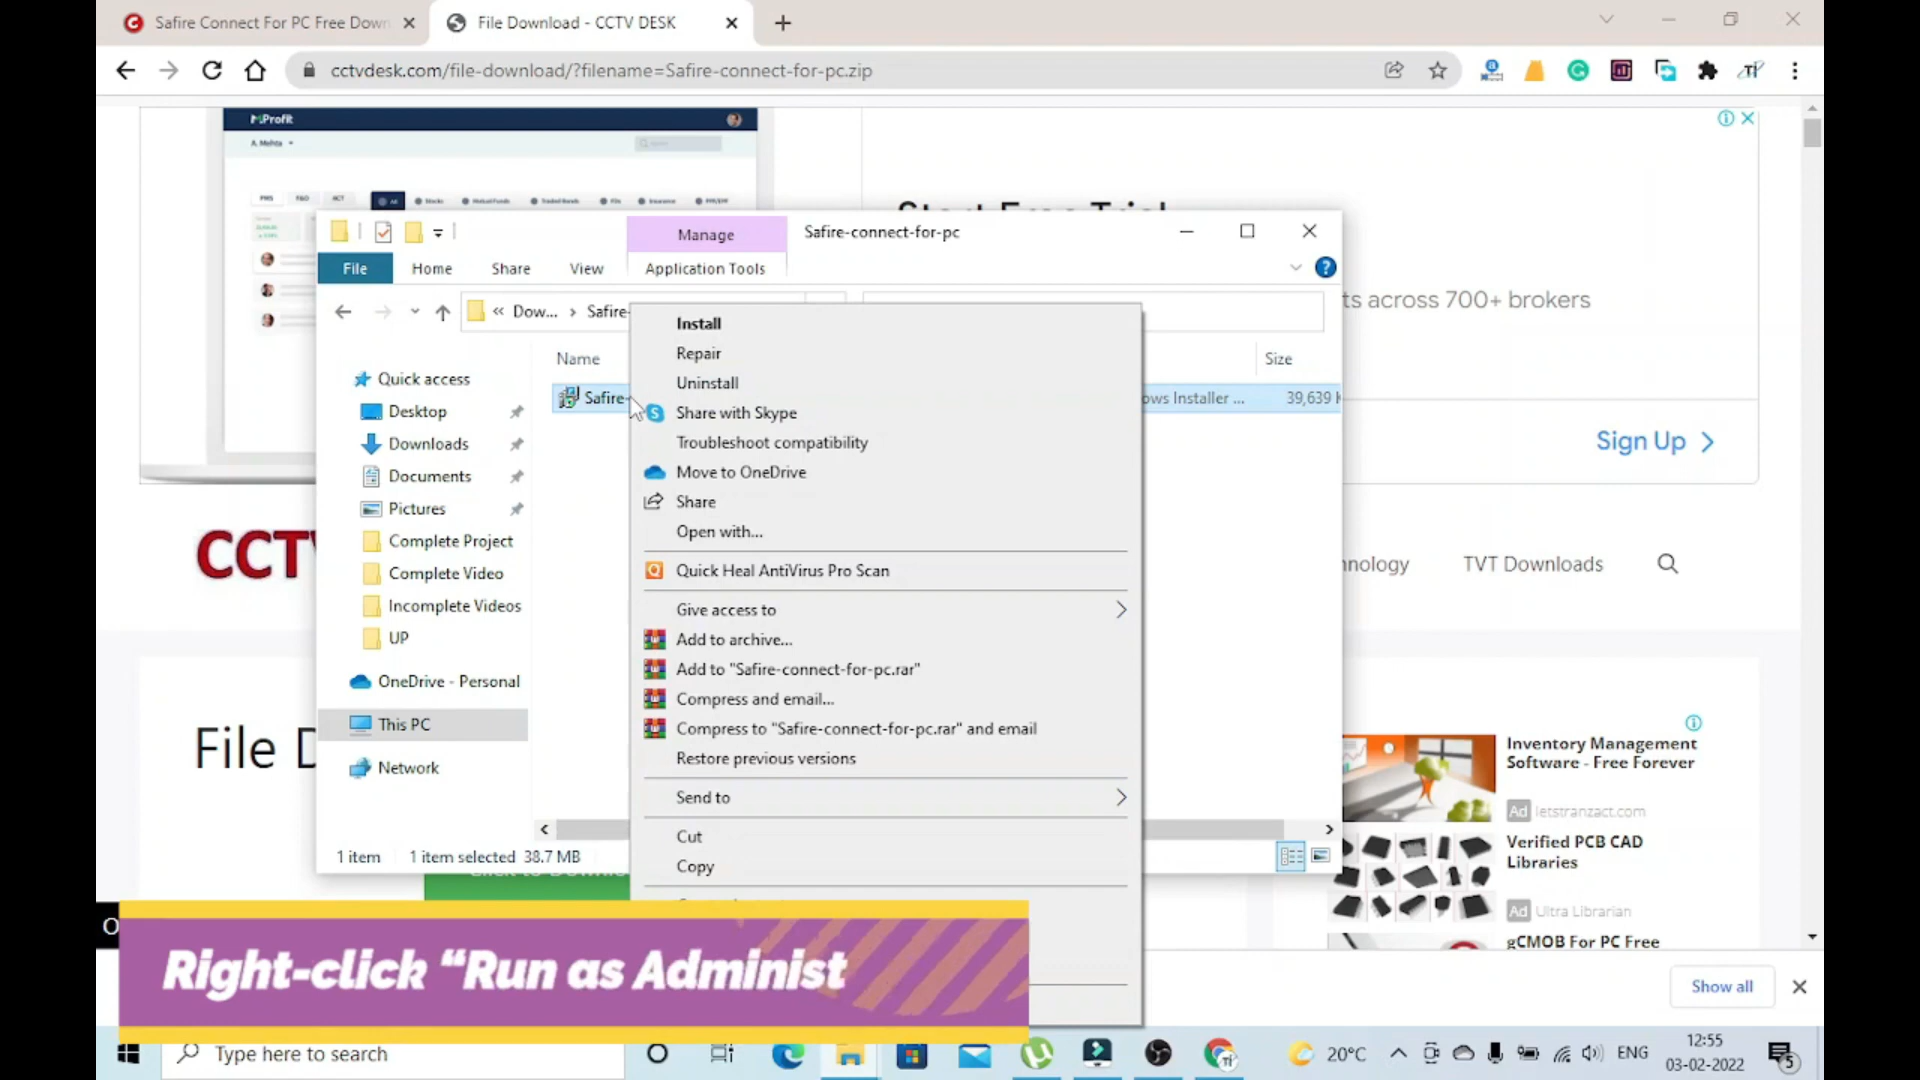 Safire Connect For PC Free Down
File Download - CCTV DESK
cctvdesk.com/file-download/?filename=Safire-connect-for-pc.zip
MProfit
A. Mehta
ts across 700+ brokers
Sign Up
Manage
Safire-connect-for-pc
File
Home
Share
View
Application Tools
« Dow... > Safire-
Name
Size
Safire-
ows Installer ...
39,639 K
Quick access
Desktop
Downloads
Documents
Pictures
Complete Project
Complete Video
Incomplete Videos
UP
OneDrive - Personal
This PC
Network
1 item
1 item selected 38.7 MB
Install
Repair
Uninstall
Share with Skype
Troubleshoot compatibility
Move to OneDrive
Share
Open with...
Quick Heal AntiVirus Pro Scan
Give access to
Add to archive...
Add to "Safire-connect-for-pc.rar"
Compress and email...
Compress to "Safire-connect-for-pc.rar" and email
Restore previous versions
Send to
Cut
Copy
CCT
hnology
TVT Downloads
File D
Inventory Management
Software - Free Forever
Ad letstranzact.com
Verified PCB CAD
Libraries
Ad Ultra Librarian
gCMOB For PC Free
Right-click “Run as Administ
Show all
Type here to search
20°C
ENG
12:55
03-02-2022
5